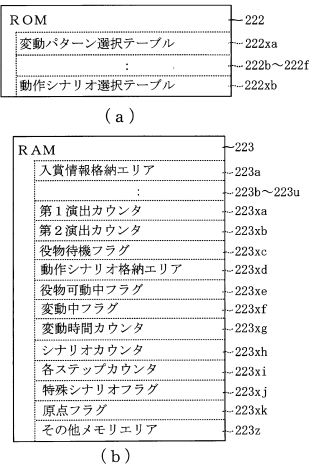 ROM 222
変動パターン選択テーブル 222xa
: 222b～222f
動作シナリオ選択テーブル 222xb
(a)
RAM 223
入賞情報格納エリア 223a
: 223b～223u
第１演出カウンタ 223xa
第２演出カウンタ 223xb
役物待機フラグ 223xc
動作シナリオ格納エリア 223xd
役物可動中フラグ 223xe
変動中フラグ 223xf
変動時間カウンタ 223xg
シナリオカウンタ 223xh
各ステップカウンタ 223xi
特殊シナリオフラグ 223xj
原点フラグ 223xk
その他メモリエリア 223z
(b)